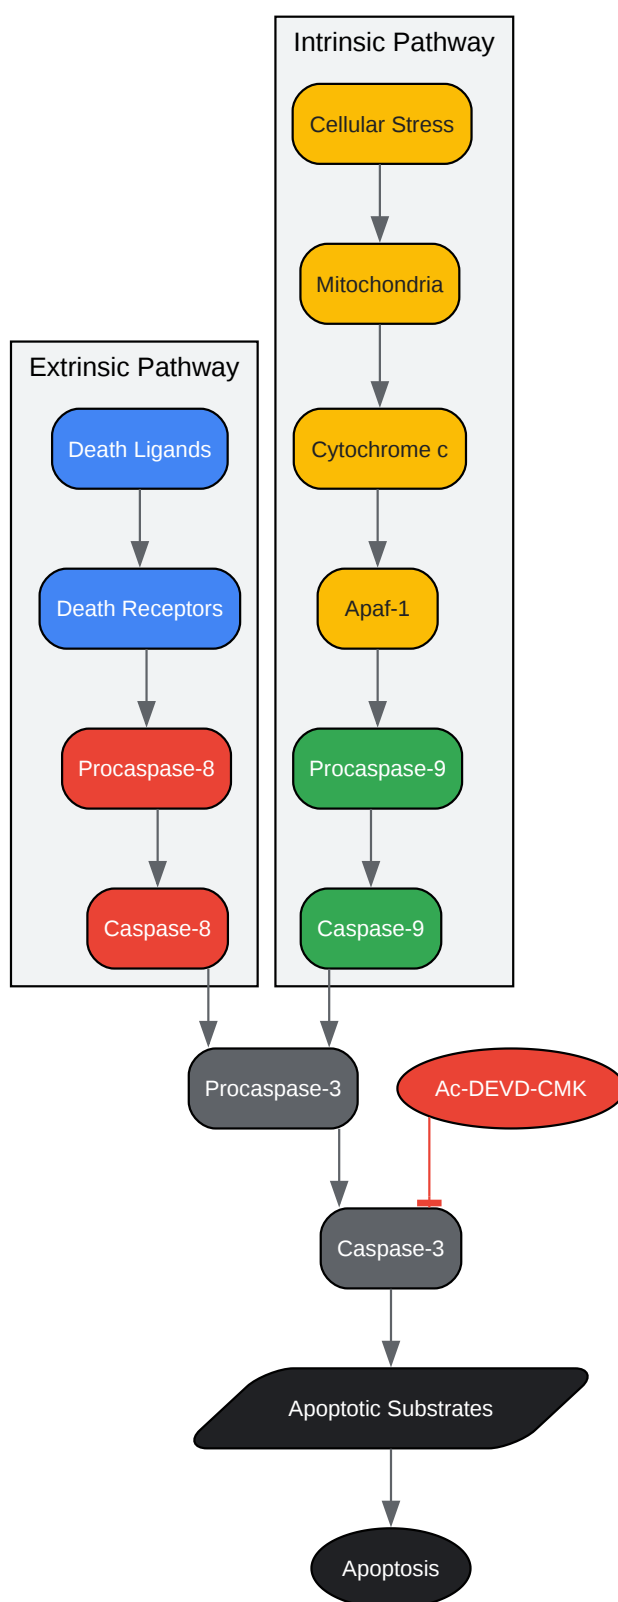 Intrinsic Pathway
Cellular Stress
Mitochondria
Extrinsic Pathway
Death Ligands
Cytochrome c
Death Receptors
Apaf-1
Procaspase-8
Procaspase-9
Caspase-8
Caspase-9
Procaspase-3
Ac-DEVD-CMK
Caspase-3
Apoptotic Substrates
Apoptosis